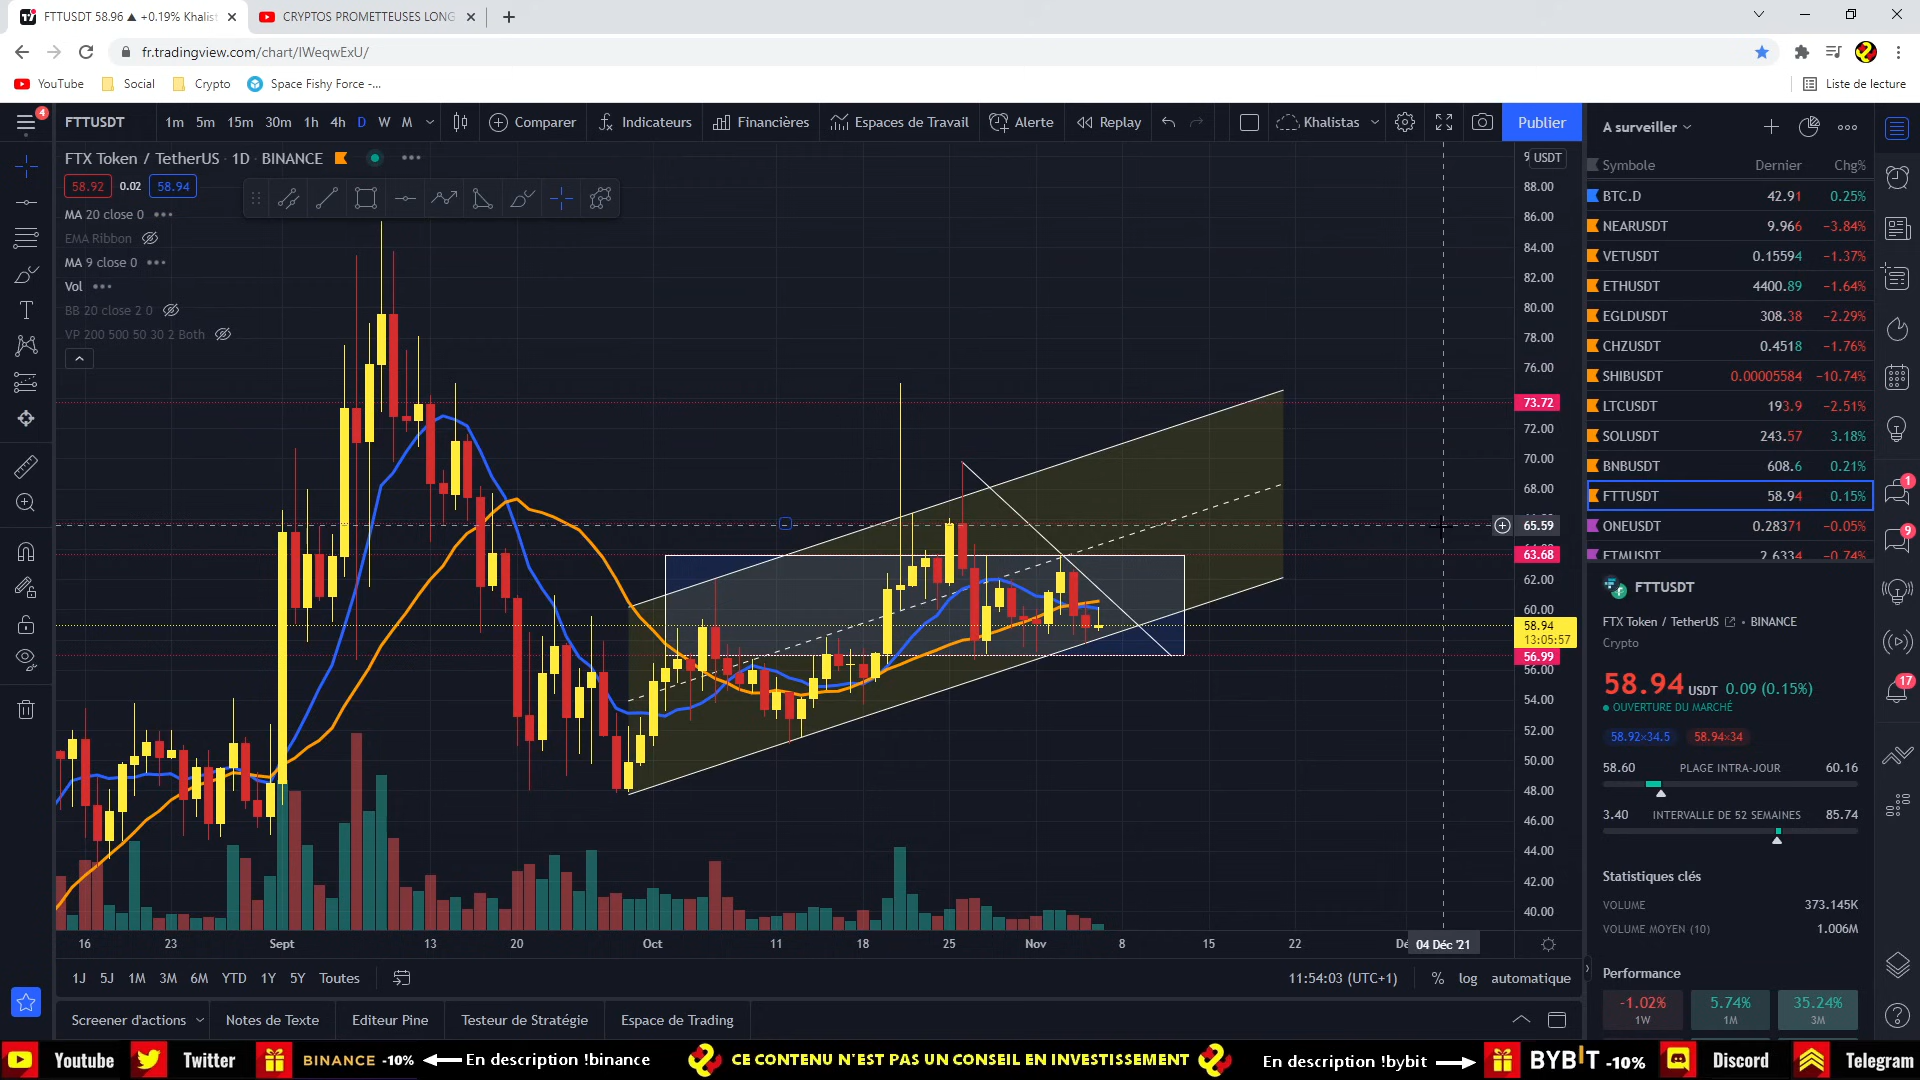 FTTUSDT 58.96 ▲ +0.19% Khalist
CRYPTOS PROMETTEUSES LONG
fr.tradingview.com/chart/IWeqwExU/
YouTube
Social
Crypto
Space Fishy Force -...
Liste de lecture
4
FTTUSDT
1m 5m 15m 30m 1h 4h D W M
Comparer
Indicateurs
Financières
Espaces de Travail
Alerte
Replay
Khalistas
Publier
FTX Token / TetherUS · 1D · BINANCE
58.92 0.02 58.94
MA 20 close 0
EMA Ribbon
MA 9 close 0
Vol
BB 20 close 2 0
VP 200 500 50 30 2 Both
USDT
88.00
86.00
84.00
82.00
80.00
78.00
76.00
73.72
72.00
70.00
68.00
65.59
63.68
62.00
60.00
58.94
13:05:57
56.99
56.00
54.00
52.00
50.00
48.00
46.00
44.00
42.00
40.00
16 23 Sept 13 20 Oct 11 18 25 Nov 8 15 22 Dé 04 Déc '21
1J 5J 1M 3M 6M YTD 1Y 5Y Toutes
11:54:03 (UTC+1)
% log automatique
Screener d'actions
Notes de Texte
Editeur Pine
Testeur de Stratégie
Espace de Trading
A surveiller
Symbole Dernier Chg%
BTC.D 42.91 0.25%
NEARUSDT 9.966 −3.84%
VETUSDT 0.15594 −1.37%
ETHUSDT 4400.89 −1.64%
EGLDUSDT 308.38 −2.29%
CHZUSDT 0.4518 −1.76%
SHIBUSDT 0.00005584 −10.74%
LTCUSDT 193.9 −2.51%
SOLUSDT 243.57 3.18%
BNBUSDT 608.6 0.21%
FTTUSDT 58.94 0.15%
ONEUSDT 0.28371 −0.05%
FTMUSDT 2.6334 −0.74%
FTTUSDT
FTX Token / TetherUS • BINANCE
Crypto
58.94 USDT 0.09 (0.15%)
OUVERTURE DU MARCHÉ
58.92×34.5 58.94×34
58.60 PLAGE INTRA-JOUR 60.16
3.40 INTERVALLE DE 52 SEMAINES 85.74
Statistiques clés
VOLUME 373.145K
VOLUME MOYEN (10) 1.006M
Performance
-1.02% 5.74% 35.24%
1W 1M 3M
1
9
17
Youtube
Twitter
BINANCE -10%
En description !binance
CE CONTENU N'EST PAS UN CONSEIL EN INVESTISSEMENT
En description !bybit
BYBIT -10%
Discord
Telegram